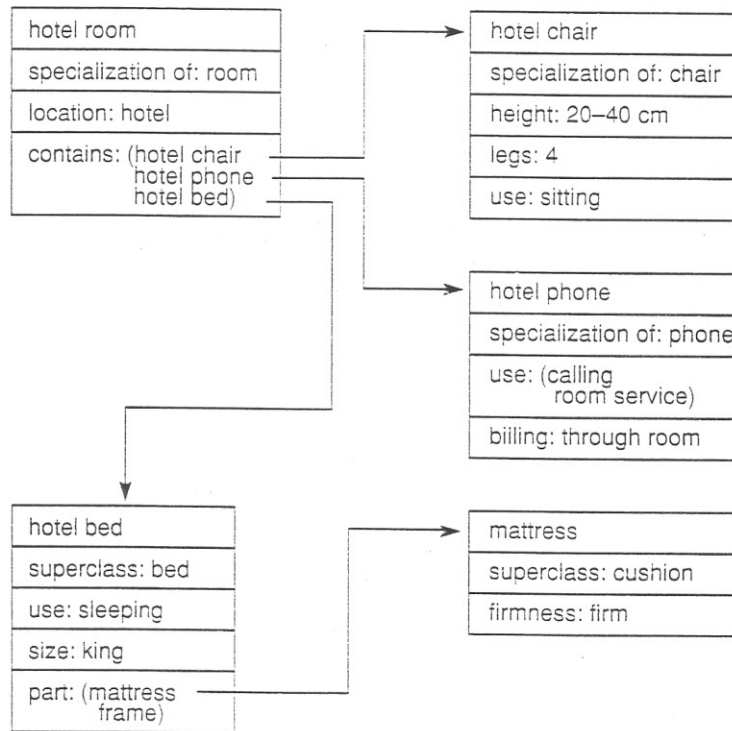 hotel room
specialization of: room
location: hotel
contains: (hotel chair
hotel phone
hotel bed)
hotel chair
specialization of: chair
height: 20–40 cm
legs: 4
use: sitting
hotel phone
specialization of: phone
use: (calling
room service)
biiling: through room
hotel bed
superclass: bed
use: sleeping
size: king
part: (mattress
frame)
mattress
superclass: cushion
firmness: firm